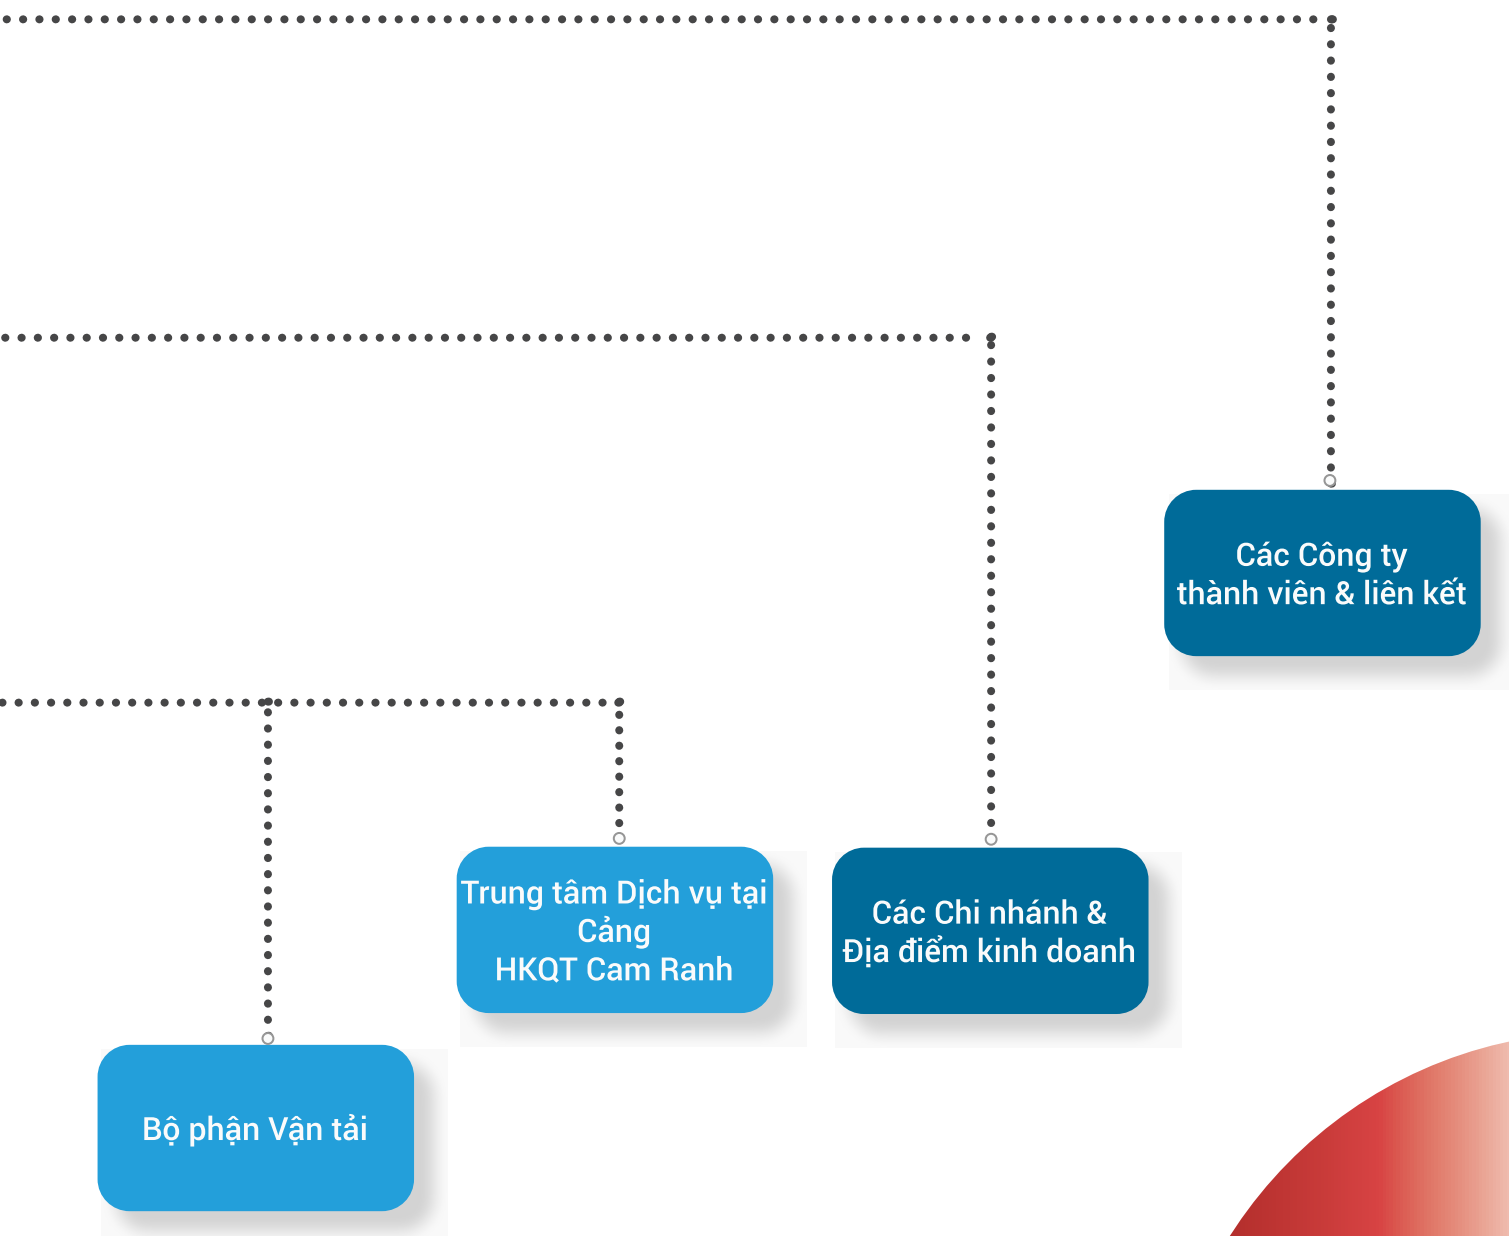 Các Công ty
thành viên & liên kết
Trung tâm Dịch vụ tại
Cảng
HKQT Cam Ranh
Các Chi nhánh &
Địa điểm kinh doanh
Bộ phận Vận tải